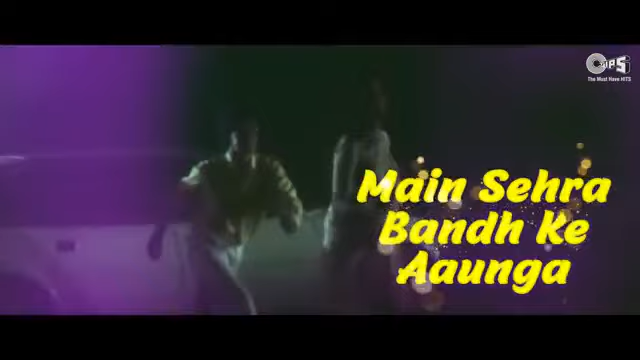 TIPS
The Must Have HITS
Main Sehra
Bandh Ke
Aaunga